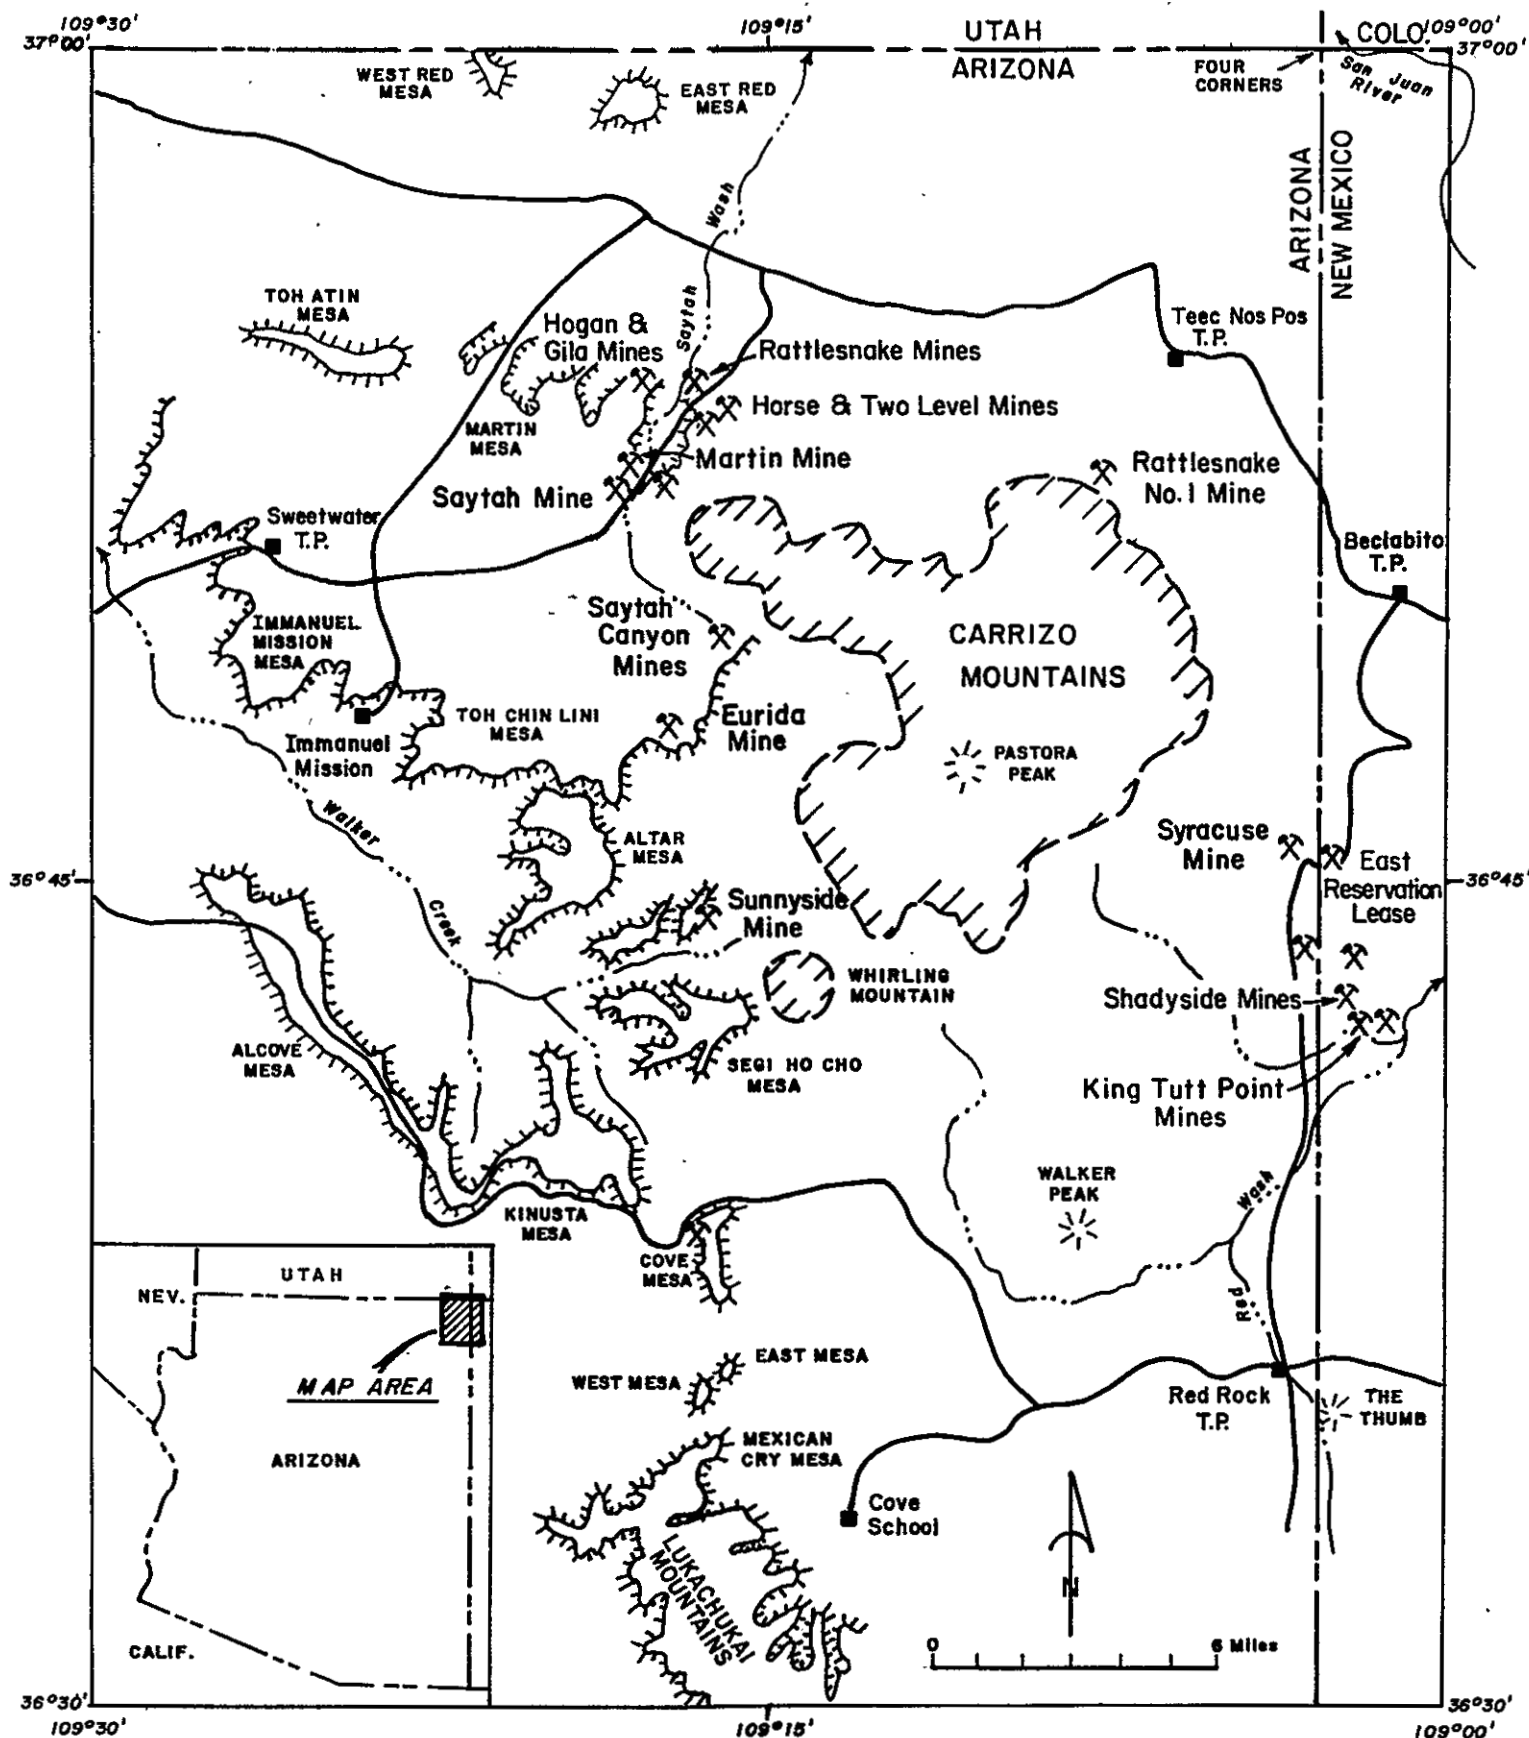 109°30'
109°15'
109°00'
37°00'
UTAH
COLO.
37°00'
ARIZONA
FOUR
CORNERS
San Juan
River
WEST RED
MESA
EAST RED
MESA
ARIZONA
NEW MEXICO
Wash
Saytah
TOH ATIN
MESA
Hogan &
Gila Mines
Teec Nos Pos
T.P.
Rattlesnake Mines
Horse & Two Level Mines
MARTIN
MESA
Martin Mine
Rattlesnake
No. 1 Mine
Saytah Mine
Sweetwater
T.P.
Beclabito
T.P.
IMMANUEL
MISSION
MESA
Saytah
Canyon
Mines
CARRIZO
MOUNTAINS
TOH CHIN LINI
MESA
Eurida
Mine
Immanuel
Mission
PASTORA
PEAK
Walker
Creek
ALTAR
MESA
Syracuse
Mine
East
Reservation
Lease
36°45'
36°45'
Sunnyside
Mine
WHIRLING
MOUNTAIN
Shadyside Mines
ALCOVE
MESA
SEGI HO CHO
MESA
King Tutt Point
Mines
WALKER
PEAK
Wash
Red
KINUSTA
MESA
COVE
MESA
UTAH
NEV.
MAP AREA
ARIZONA
CALIF.
EAST MESA
WEST MESA
Red Rock
T.P.
THE
THUMB
MEXICAN
CRY MESA
Cove
School
LUKACHUKAI
MOUNTAINS
N
0
6 Miles
36°30'
36°30'
109°30'
109°15'
109°00'